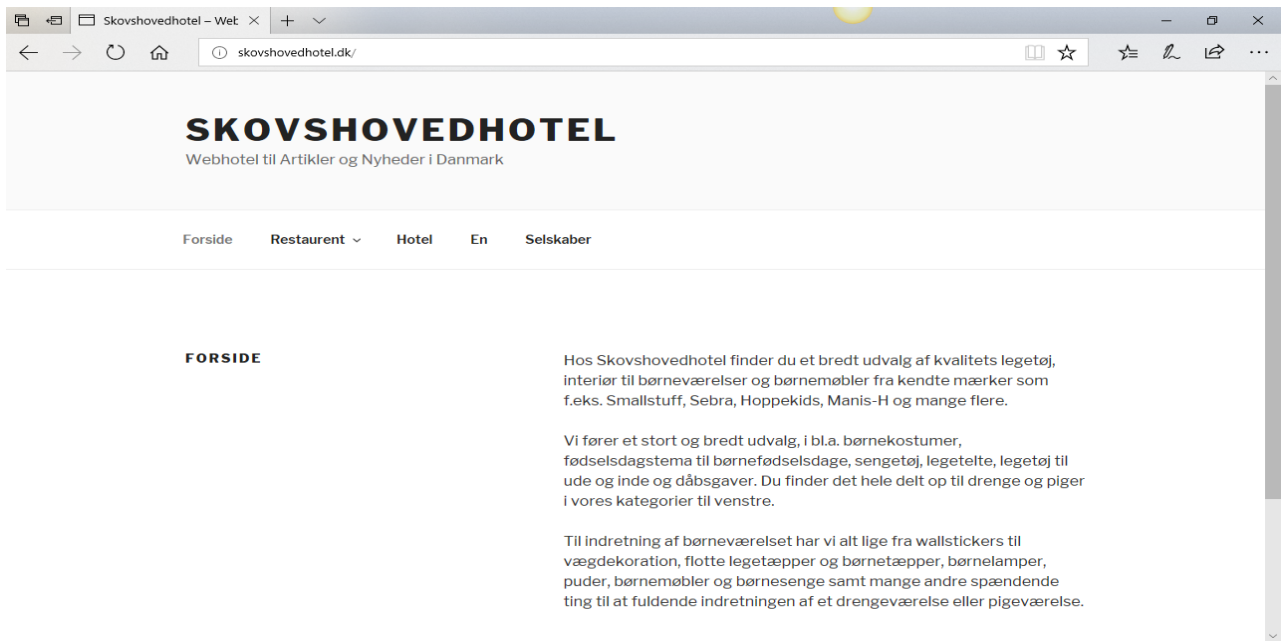 Skovshovedhotel – Wet
skovshovedhotel.dk/
SKOVSHOVEDHOTEL
Webhotel til Artikler og Nyheder i Danmark
Forside Restaurent Hotel En Selskaber
FORSIDE
Hos Skovshovedhotel finder du et bredt udvalg af kvalitets legetøj,
interiør til børneværelser og børnemøbler fra kendte mærker som
f.eks. Smallstuff, Sebra, Hoppekids, Manis-H og mange flere.
Vi fører et stort og bredt udvalg, i bl.a. børnekostumer,
fødselsdagstema til børnefødselsdage, sengetøj, legetelte, legetøj til
ude og inde og dåbsgaver. Du finder det hele delt op til drenge og piger
i vores kategorier til venstre.
Til indretning af børneværelset har vi alt lige fra wallstickers til
vægdekoration, flotte legetæpper og børnetæpper, børnelamper,
puder, børnemøbler og børnesenge samt mange andre spændende
ting til at fuldende indretningen af et drengeværelse eller pigeværelse.